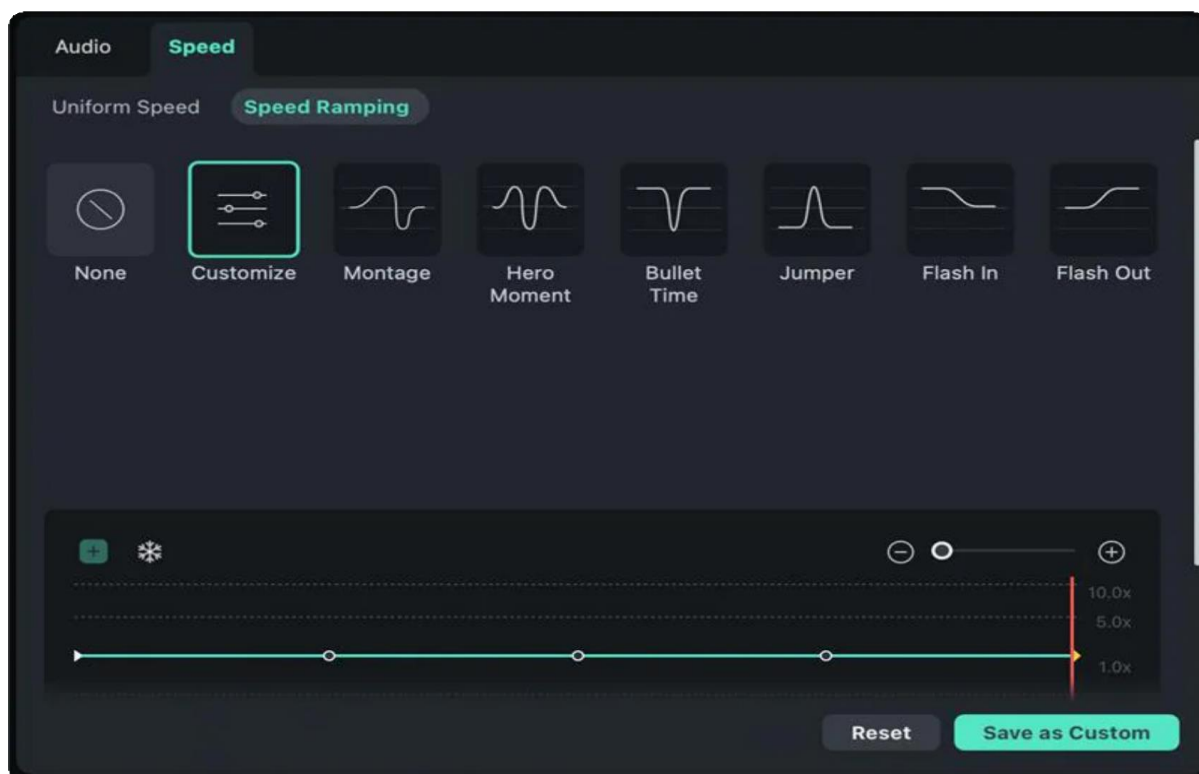 Audio
Speed
Uniform Speed
Speed Ramping
None
Customize
Montage
Hero
Moment
Bullet
Time
Jumper
Flash In
Flash Out
10.0x
5.0x
1.0x
Reset
Save as Custom